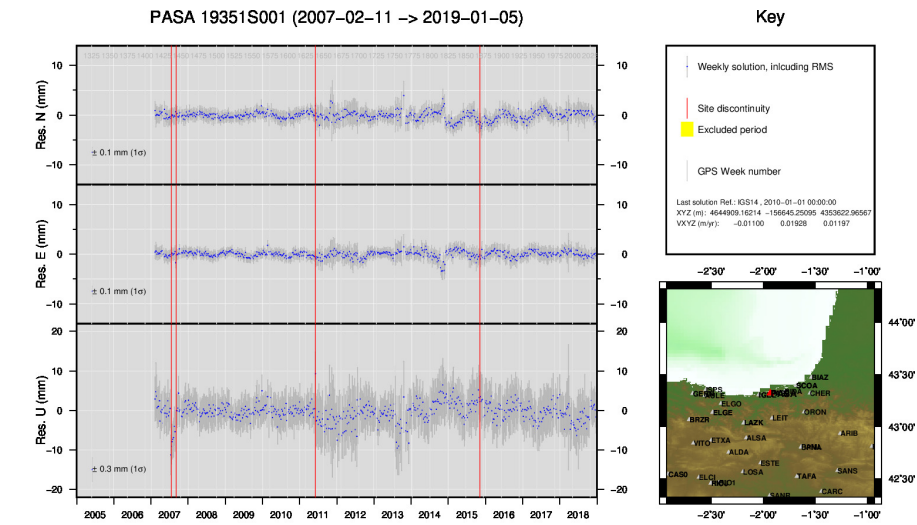 PASA 19351S001 (2007−02−11 −> 2019−01−05)
Key
Res. N (mm)
10
0
−10
10
0
−10
± 0.1 mm (1σ)
Res. E (mm)
10
0
−10
10
0
−10
± 0.1 mm (1σ)
Res. U (mm)
20
10
0
−10
−20
20
10
0
−10
−20
± 0.3 mm (1σ)
2005 2006 2007 2008 2009 2010 2011 2012 2013 2014 2015 2016 2017 2018
Weekly solution, inlcuding RMS
Site discontinuity
Excluded period
GPS Week number
Last solution Ref.: IGS14 , 2010−01−01 00:00:00
XYZ (m): 4644909.16214 −156645.25095 4353622.96567
VXYZ (m/yr): −0.01100 0.01928 0.01197
−2°30' −2°00' −1°30' −1°00'
44°00'
43°30'
43°00'
42°30'
BIAZ
SCOA
CHER
ELGO
ELGE
ORON
BRZR
LEIT
LAZK
ARIB
VITO
ETXA
ALSA
ALDA
ESTE
LOSA
TAFA
SANS
CAS0
ELCI
CARC
−2°30' −2°00' −1°30' −1°00'